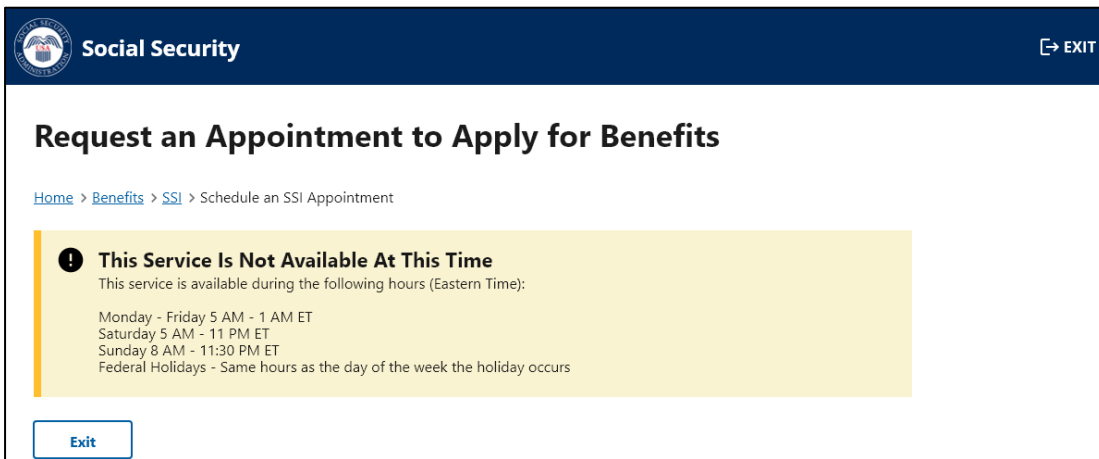 Social Security
EXIT
Request an Appointment to Apply for Benefits
Home > Benefits > SSI > Schedule an SSI Appointment
This Service Is Not Available At This Time
This service is available during the following hours (Eastern Time):
Monday - Friday 5 AM - 1 AM ET
Saturday 5 AM - 11 PM ET
Sunday 8 AM - 11:30 PM ET
Federal Holidays - Same hours as the day of the week the holiday occurs
Exit